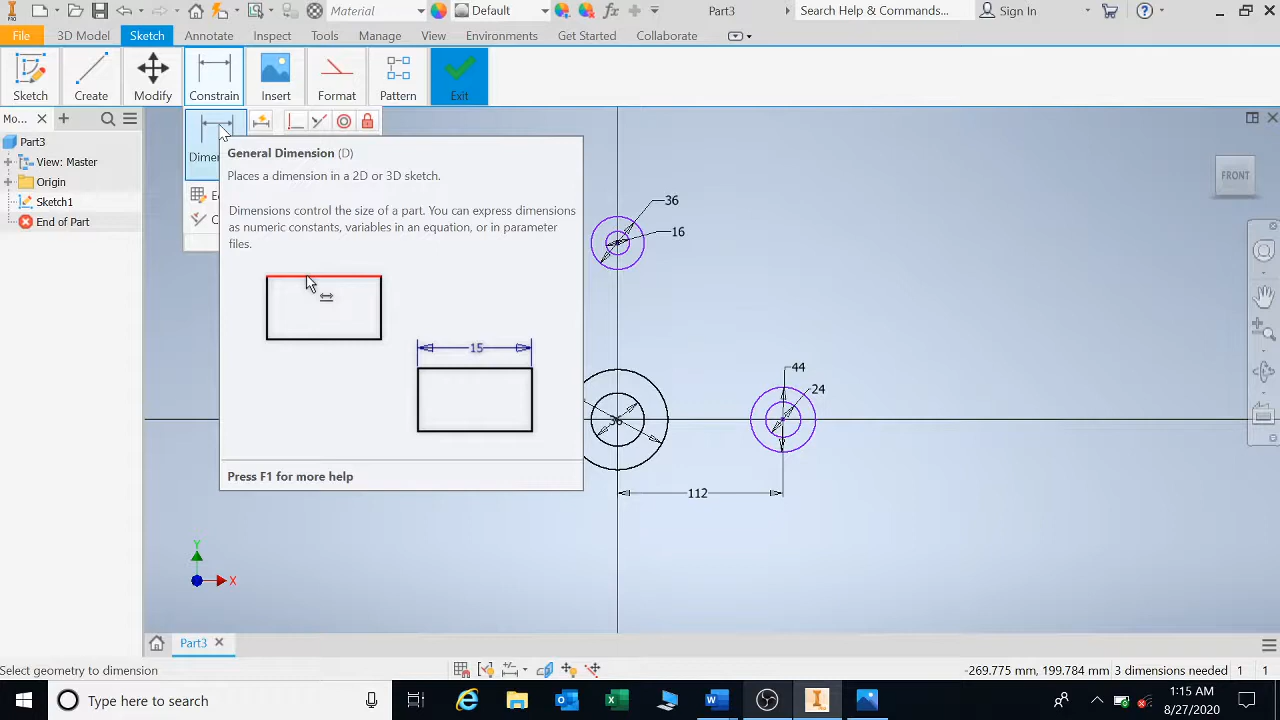 PRO
Material
Default
Part3
Search Help & Commands...
Sign In
File
3D Model
Sketch
Annotate
Inspect
Tools
Manage
View
Environments
Get Started
Collaborate
Sketch
Create
Modify
Constrain
Insert
Format
Pattern
Exit
Mo...
Part3
View: Master
Origin
Sketch1
End of Part
General Dimension (D)
Places a dimension in a 2D or 3D sketch.
Dimensions control the size of a part. You can express dimensions
as numeric constants, variables in an equation, or in parameter
files.
15
Press F1 for more help
36
16
44
24
36
112
FRONT
Y
X
Part3
Select geometry to dimension
-269.775 mm, 199.784 mm
3 dimensions needed
1
1
Type here to search
1:15 AM
8/27/2020